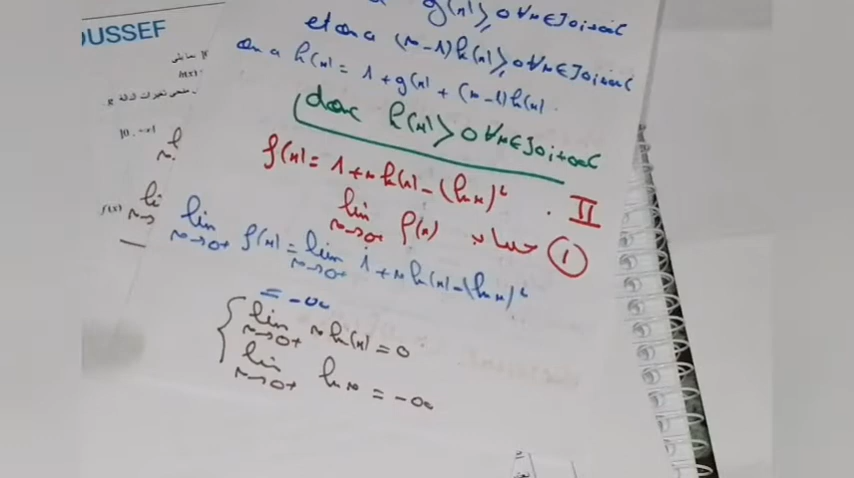 g(x)≥0 ∀x∈]0;+∞[
et on a (x-1)ln(x)≥0 ∀x∈]0;+∞[
on a h(x) = 1+g(x)+(x-1)ln(x)
donc h(x)>0 ∀x∈]0;+∞[
f(x) = 1+x ln(x)-(ln x)² . II
lim x→0+ f(x) حساب ①
lim x→0+ f(x) = lim x→0+ 1+x ln(x)-(ln x)²
= -∞
lim x→0+ x ln(x) = 0
lim x→0+ ln x = -∞
OUSSEF